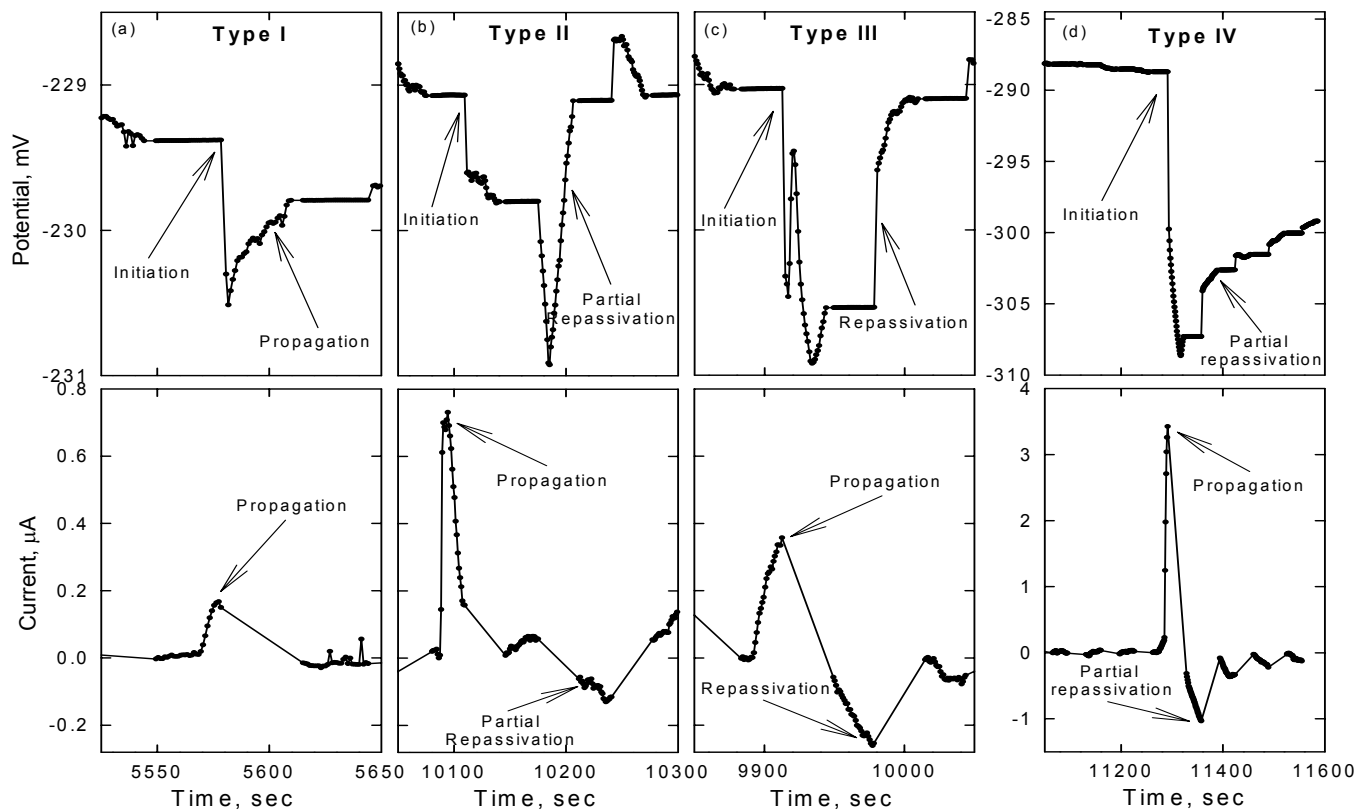 (a) Type I
(b) Type II
(c) Type III
(d) Type IV
Potential, mV
-229
-230
-231
-285
-288
-290
-295
-300
-305
-310
Initiation
Propagation
Initiation
Partial
Repassivation
Initiation
Repassivation
Initiation
Partial
repassivation
Current, µA
0.8
0.6
0.4
0.2
0.0
-0.2
4
3
2
1
0
-1
Propagation
Propagation
Partial
Repassivation
Propagation
Repassivation
Propagation
Partial
repassivation
5550 5600 5650
50 10100 10200 10300
9900 10000
11200 11400 11600
Time, sec
Time, sec
Time, sec
Time, sec